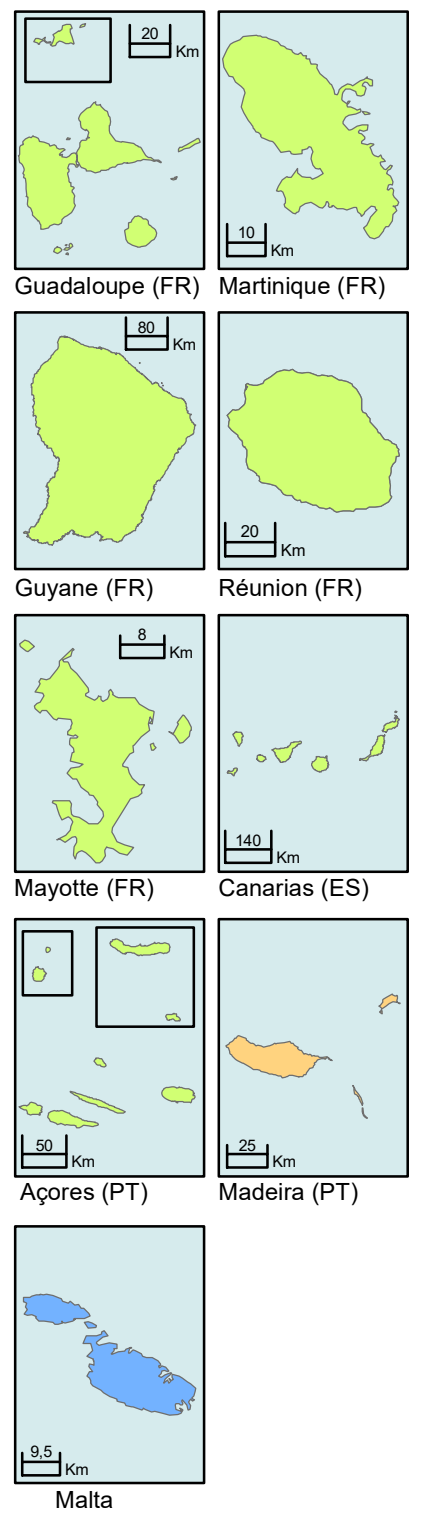 20
Km
Guadaloupe (FR)
10
Km
Martinique (FR)
80
Km
Guyane (FR)
20
Km
Réunion (FR)
8
Km
Mayotte (FR)
140
Km
Canarias (ES)
50
Km
Açores (PT)
25
Km
Madeira (PT)
9,5
Km
Malta